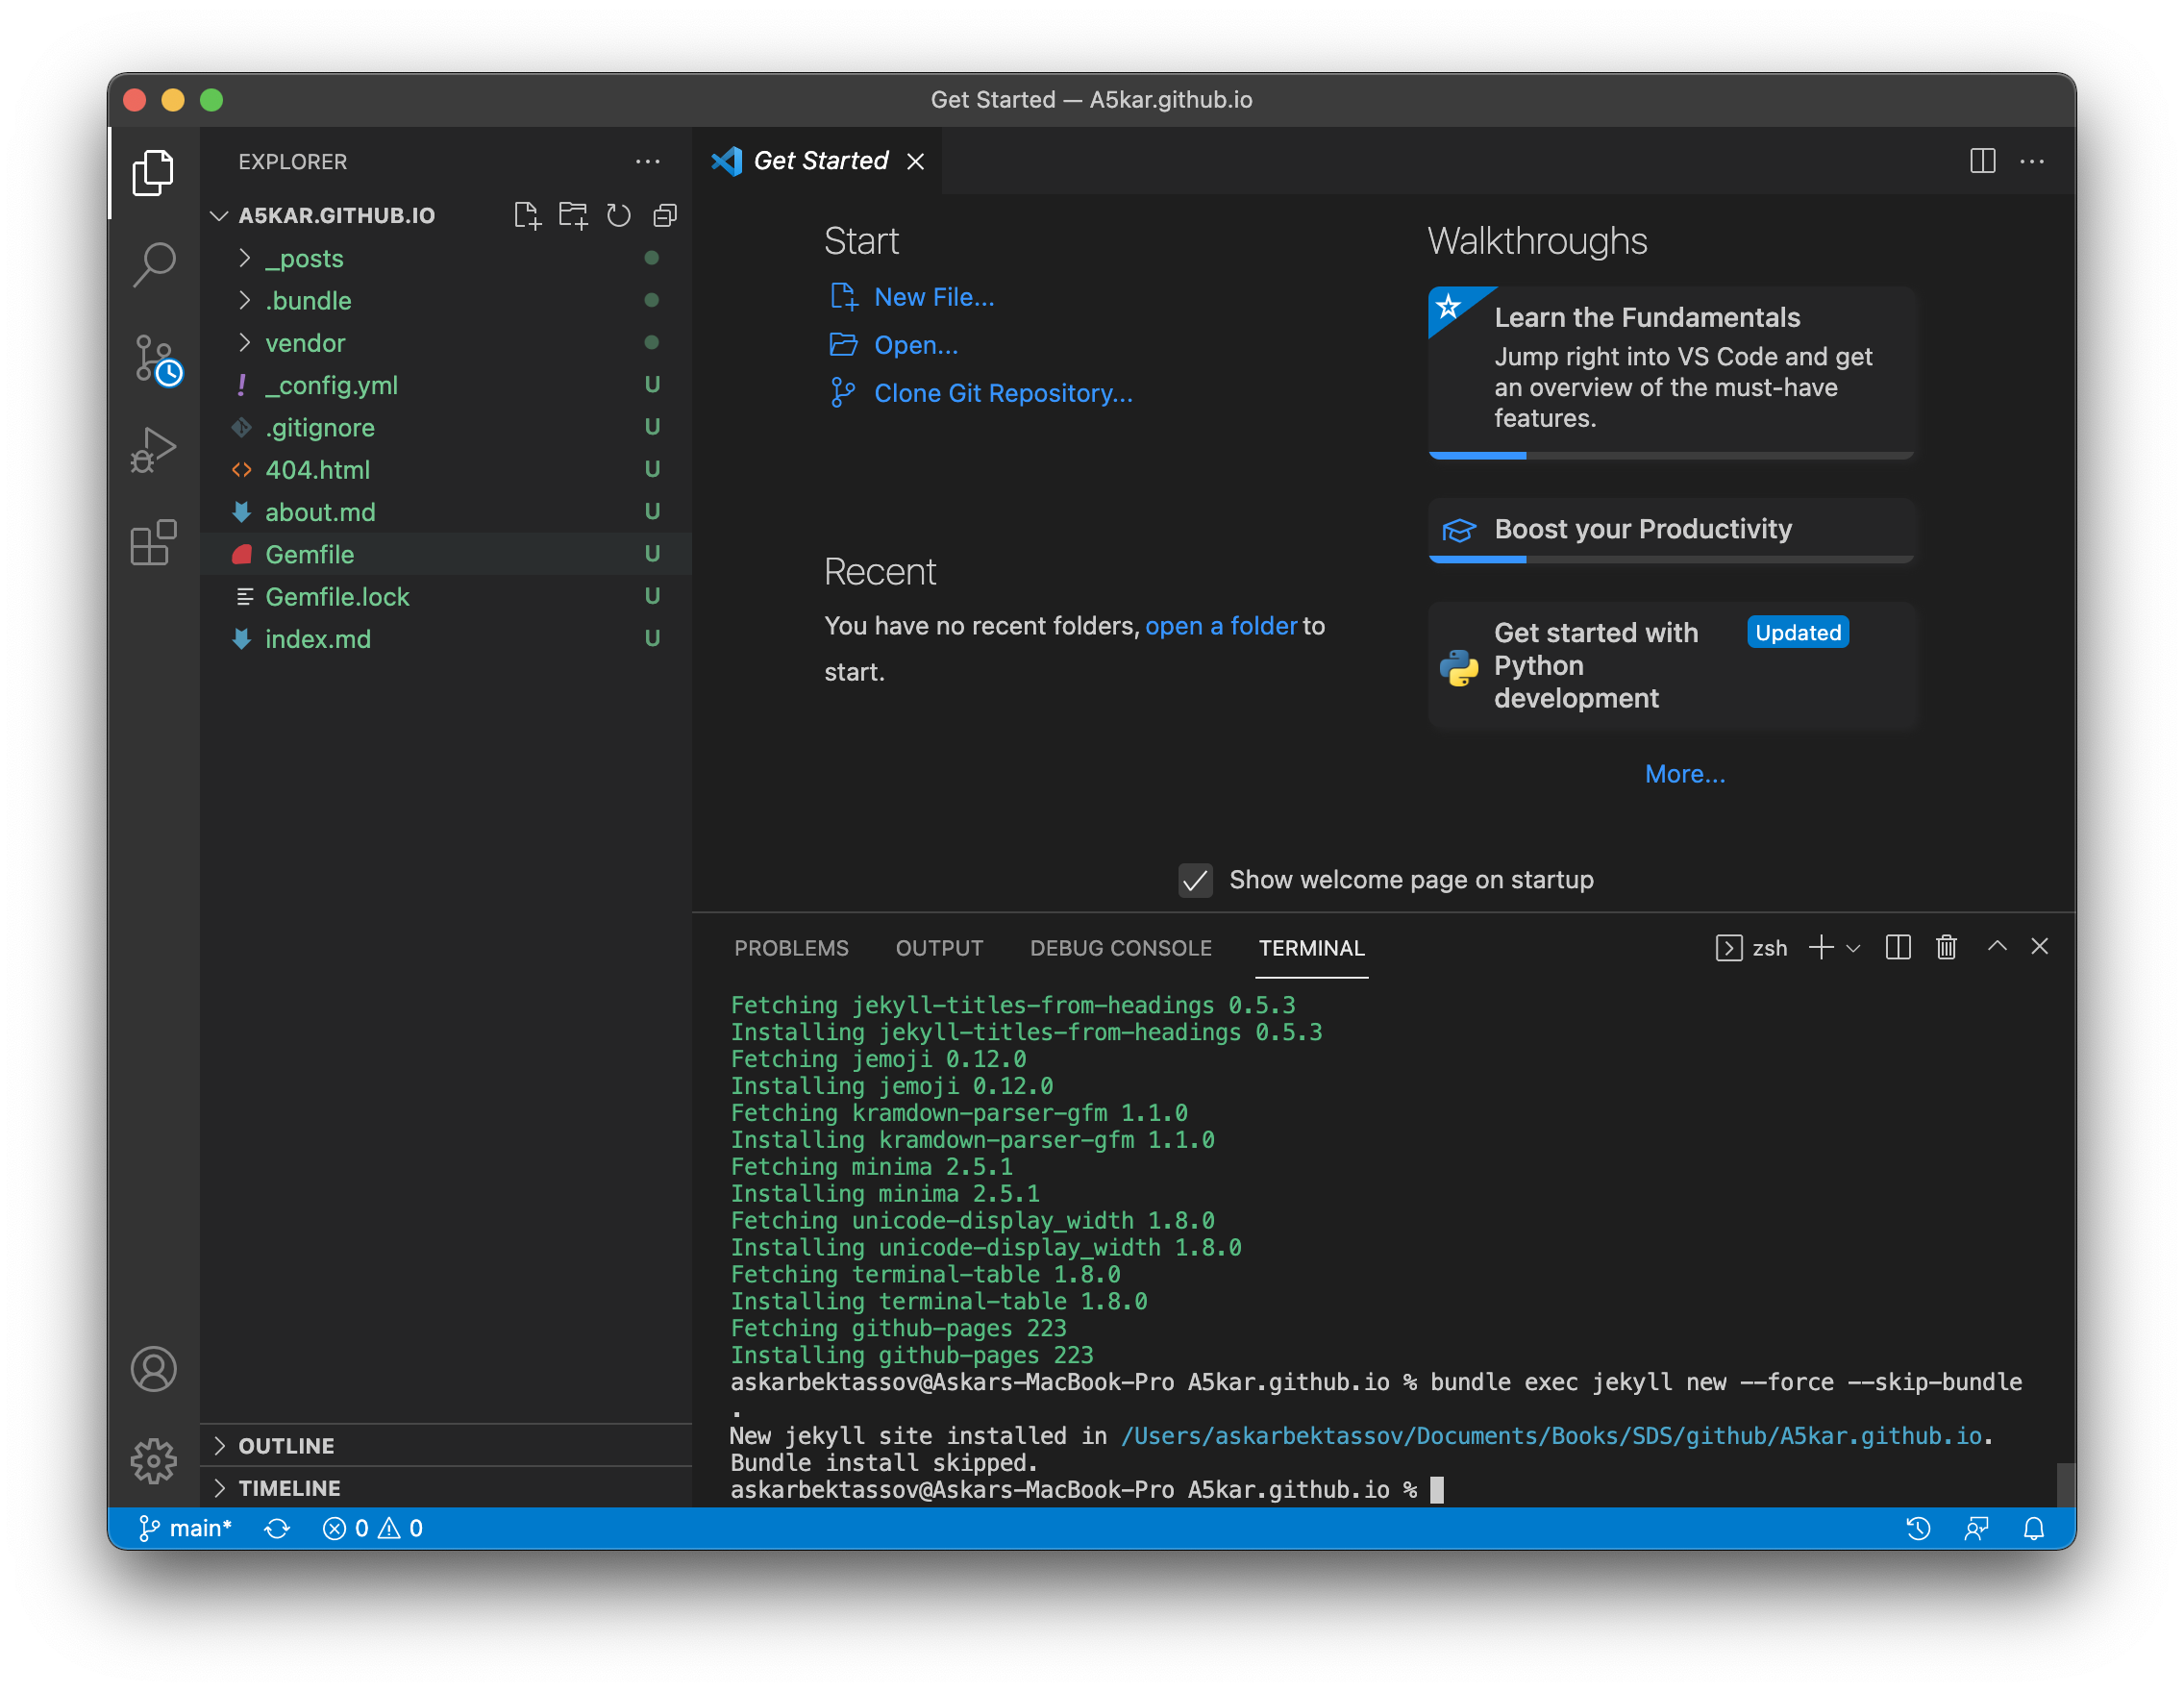 Get Started — A5kar.github.io
EXPLORER
A5KAR.GITHUB.IO
_posts
.bundle
vendor
_config.yml U
.gitignore U
404.html U
about.md U
Gemfile U
Gemfile.lock U
index.md U
OUTLINE
TIMELINE
Get Started
Start
New File...
Open...
Clone Git Repository...
Recent
You have no recent folders, open a folder to
start.
Walkthroughs
Learn the Fundamentals
Jump right into VS Code and get
an overview of the must-have
features.
Boost your Productivity
Get started with
Python
development
Updated
More...
Show welcome page on startup
PROBLEMS OUTPUT DEBUG CONSOLE TERMINAL
zsh
Fetching jekyll-titles-from-headings 0.5.3
Installing jekyll-titles-from-headings 0.5.3
Fetching jemoji 0.12.0
Installing jemoji 0.12.0
Fetching kramdown-parser-gfm 1.1.0
Installing kramdown-parser-gfm 1.1.0
Fetching minima 2.5.1
Installing minima 2.5.1
Fetching unicode-display_width 1.8.0
Installing unicode-display_width 1.8.0
Fetching terminal-table 1.8.0
Installing terminal-table 1.8.0
Fetching github-pages 223
Installing github-pages 223
askarbektassov@Askars-MacBook-Pro A5kar.github.io % bundle exec jekyll new --force --skip-bundle
.
New jekyll site installed in /Users/askarbektassov/Documents/Books/SDS/github/A5kar.github.io.
Bundle install skipped.
askarbektassov@Askars-MacBook-Pro A5kar.github.io %
main* 0 0